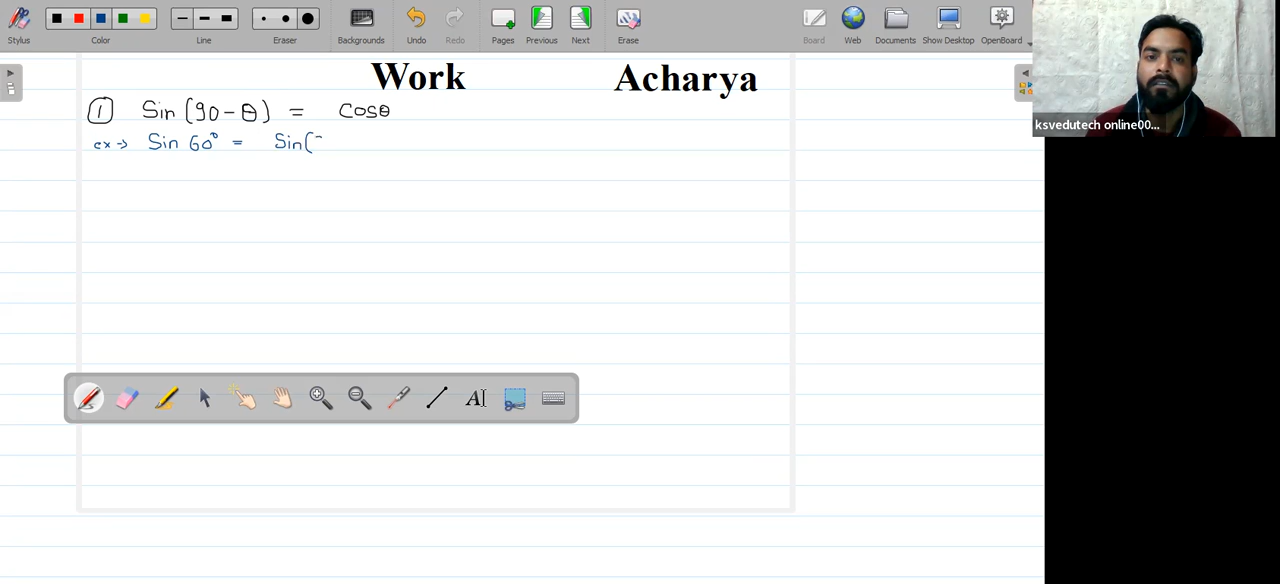 Stylus Color Line Eraser Backgrounds Undo Redo Pages Previous Next Erase Board Web Documents Show Desktop OpenBoard
Work Acharya
ksvedutech online00...
① Sin (90 - θ) = cosθ
ex → Sin 60° = Sin(
AI